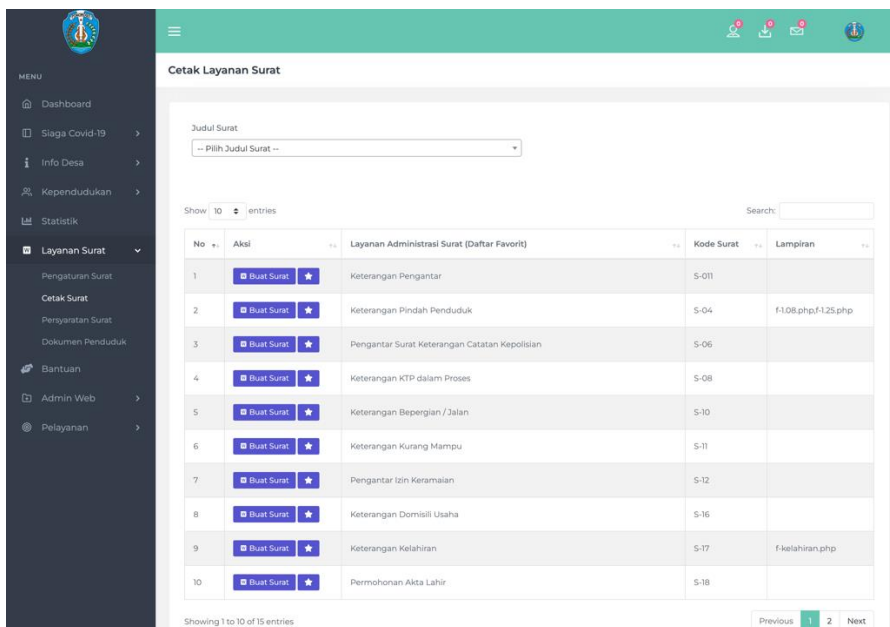 0
0
0
Cetak Layanan Surat
MENU
Dashboard
Siaga Covid-19
Info Desa
Kependudukan
Statistik
Layanan Surat
Pengaturan Surat
Cetak Surat
Persyaratan Surat
Dokumen Penduduk
Bantuan
Admin Web
Pelayanan
Judul Surat
-- Pilih Judul Surat --
Show 10 entries Search:
No Aksi Layanan Administrasi Surat (Daftar Favorit) Kode Surat Lampiran
1 Buat Surat Keterangan Pengantar S-011
2 Buat Surat Keterangan Pindah Penduduk S-04 f-1.08.php,f-1.25.php
3 Buat Surat Pengantar Surat Keterangan Catatan Kepolisian S-06
4 Buat Surat Keterangan KTP dalam Proses S-08
5 Buat Surat Keterangan Bepergian / Jalan S-10
6 Buat Surat Keterangan Kurang Mampu S-11
7 Buat Surat Pengantar Izin Keramaian S-12
8 Buat Surat Keterangan Domisili Usaha S-16
9 Buat Surat Keterangan Kelahiran S-17 f-kelahiran.php
10 Buat Surat Permohonan Akta Lahir S-18
Showing 1 to 10 of 15 entries Previous 1 2 Next